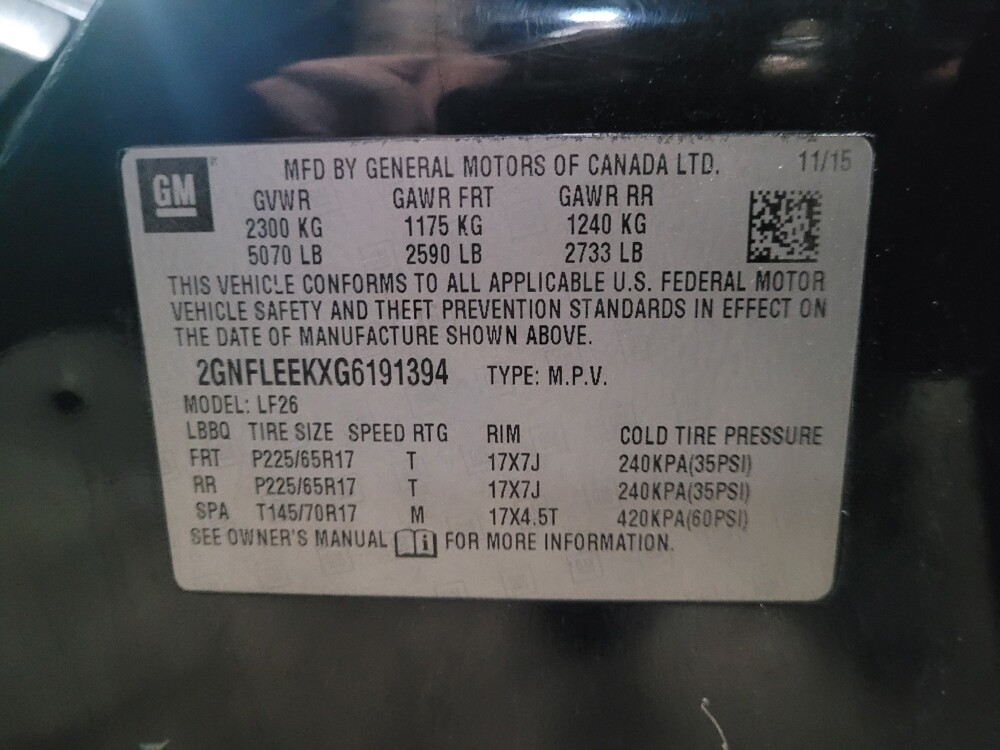 GM
MFD BY GENERAL MOTORS OF CANADA LTD. 11/15
GVWR GAWR FRT GAWR RR
2300 KG 1175 KG 1240 KG
5070 LB 2590 LB 2733 LB
THIS VEHICLE CONFORMS TO ALL APPLICABLE U.S. FEDERAL MOTOR
VEHICLE SAFETY AND THEFT PREVENTION STANDARDS IN EFFECT ON
THE DATE OF MANUFACTURE SHOWN ABOVE.
2GNFLEEKXG6191394 TYPE: M.P.V.
MODEL: LF26
LBBQ TIRE SIZE SPEED RTG RIM COLD TIRE PRESSURE
FRT P225/65R17 T 17X7J 240KPA(35PSI)
RR P225/65R17 T 17X7J 240KPA(35PSI)
SPA T145/70R17 M 17X4.5T 420KPA(60PSI)
SEE OWNER'S MANUAL i FOR MORE INFORMATION.